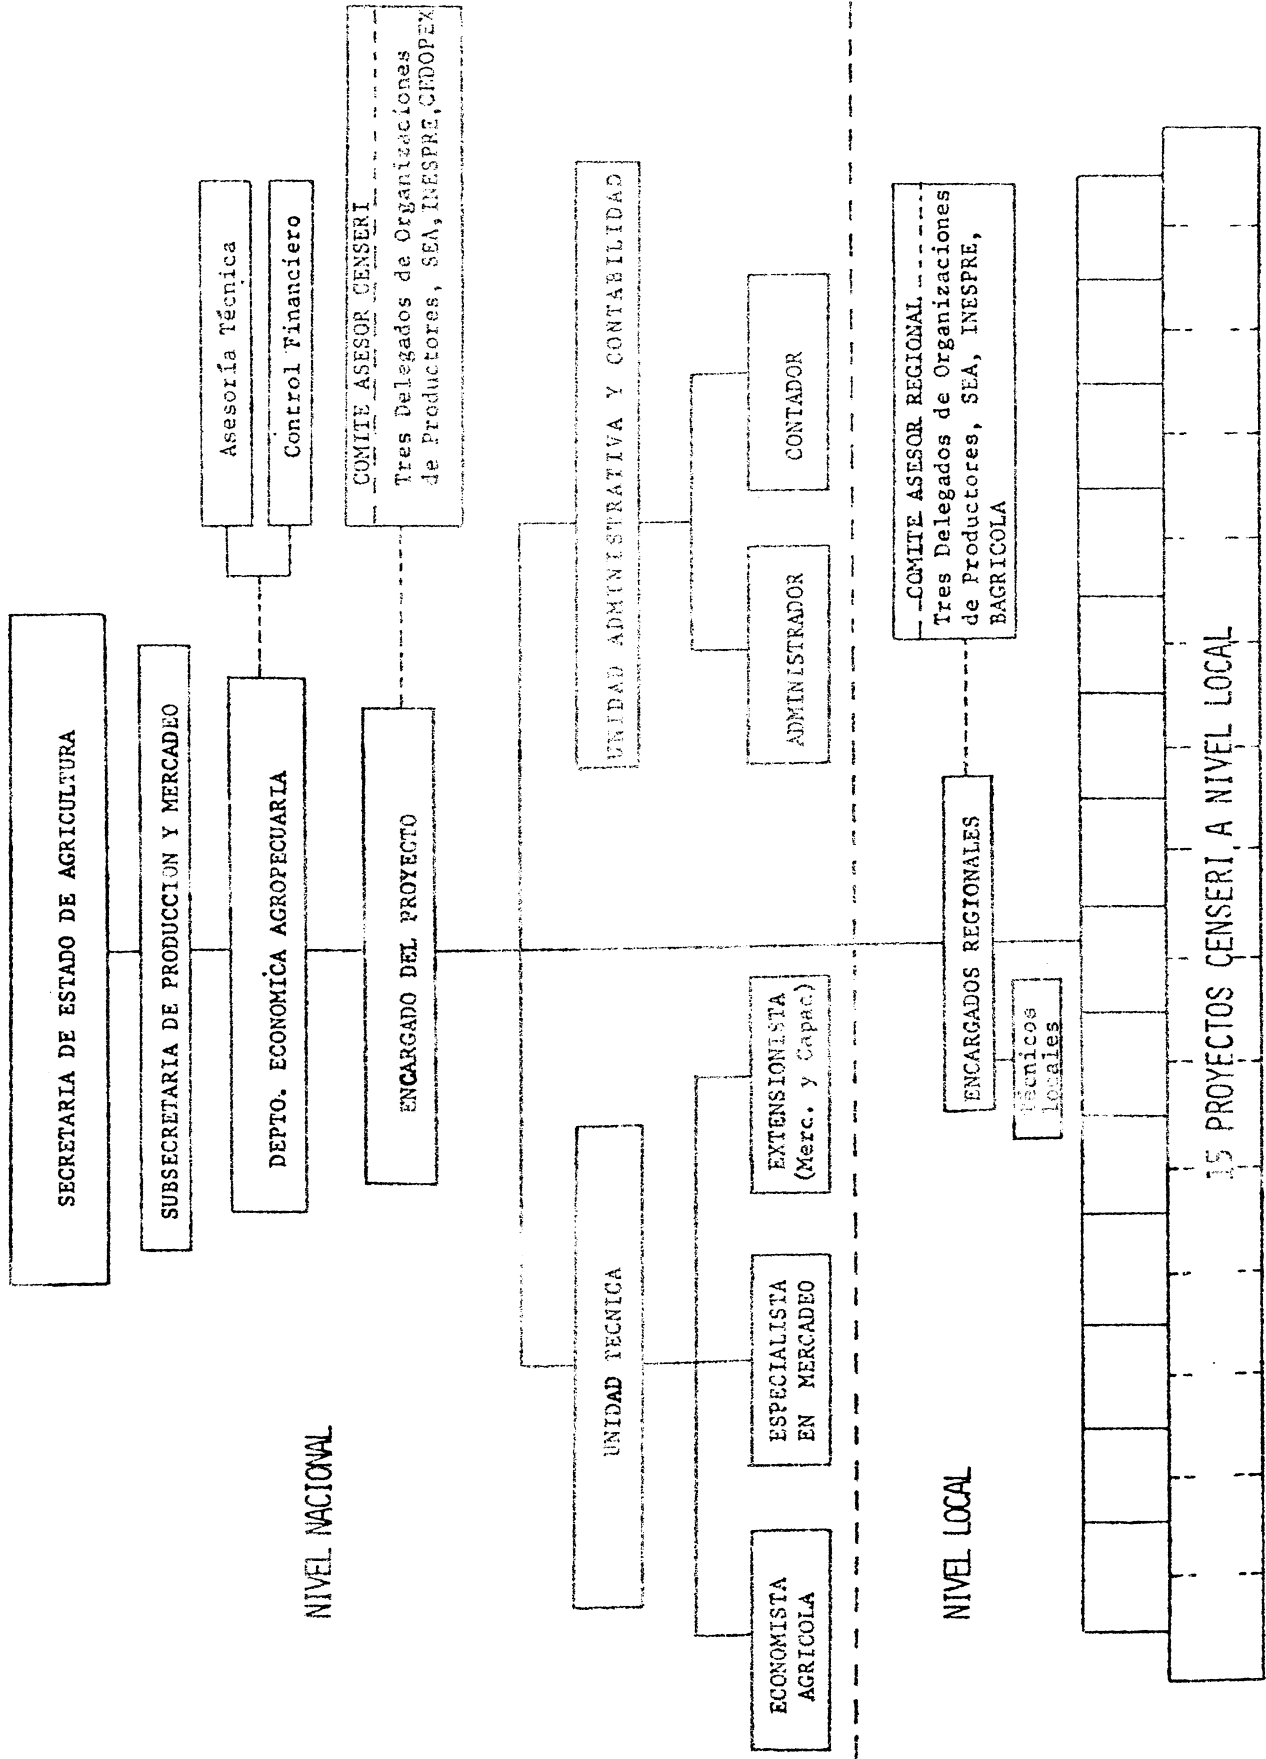 SECRETARIA DE ESTADO DE AGRICULTURA
SUBSECRETARIA DE PRODUCCION Y MERCADEO
DEPTO. ECONOMÍCA AGROPECUARIA
Asesoría Técnica
Control Financiero
NIVEL NACIONAL
ENCARGADO DEL PROYECTO
COMITE ASESOR CENSERI
Tres Delegados de Organizaciones
de Productores, SEA, INESPRE, CEDOPEX
UNIDAD TECNICA
UNIDAD ADMINISTRATIVA Y CONTABILIDAD
ECONOMISTA
AGRICOLA
ESPECIALISTA
EN MERCADEO
EXTENSIONISTA
(Merc. y Capac.)
ADMINISTRADOR
CONTADOR
NIVEL LOCAL
ENCARGADOS REGIONALES
COMITE ASESOR REGIONAL
Tres Delegados de Organizaciones
de Productores, SEA, INESPRE,
BAGRICOLA
Técnicos
locales
15 PROYECTOS CENSERI, A NIVEL LOCAL